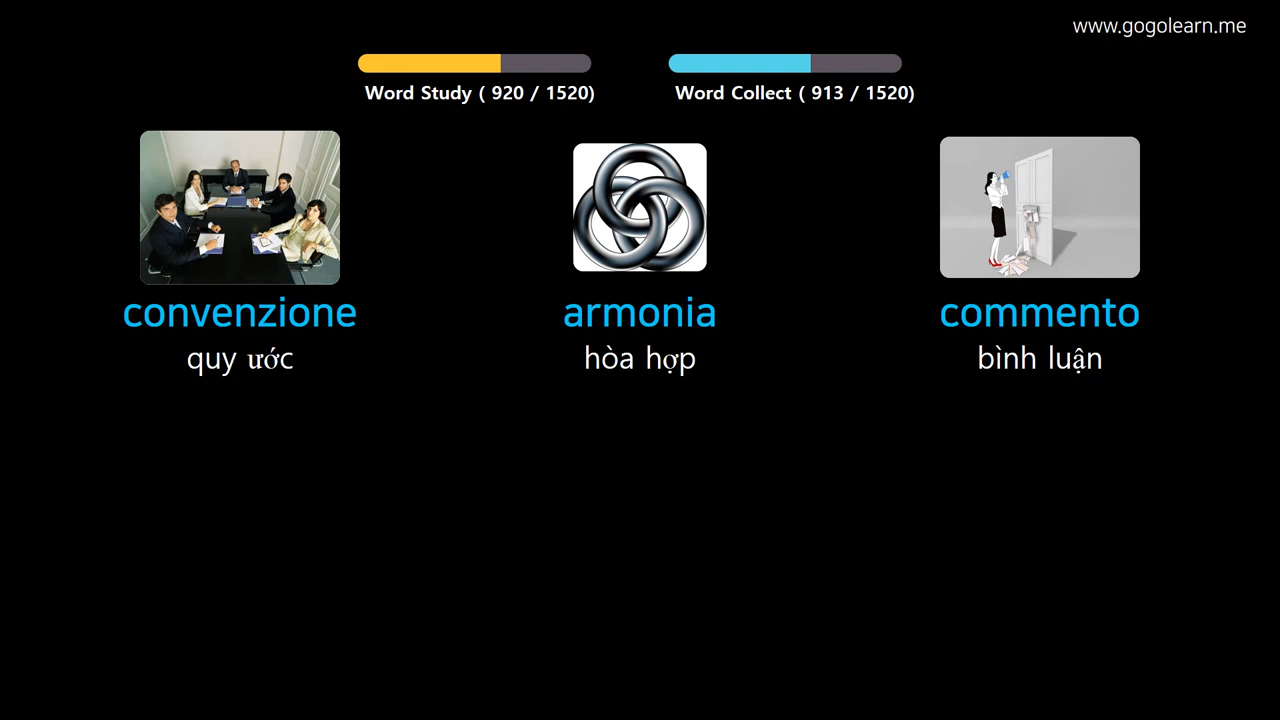 www.gogolearn.me
Word Study ( 920 / 1520)
Word Collect ( 913 / 1520)
convenzione
quy ước
armonia
hòa hợp
commento
bình luận